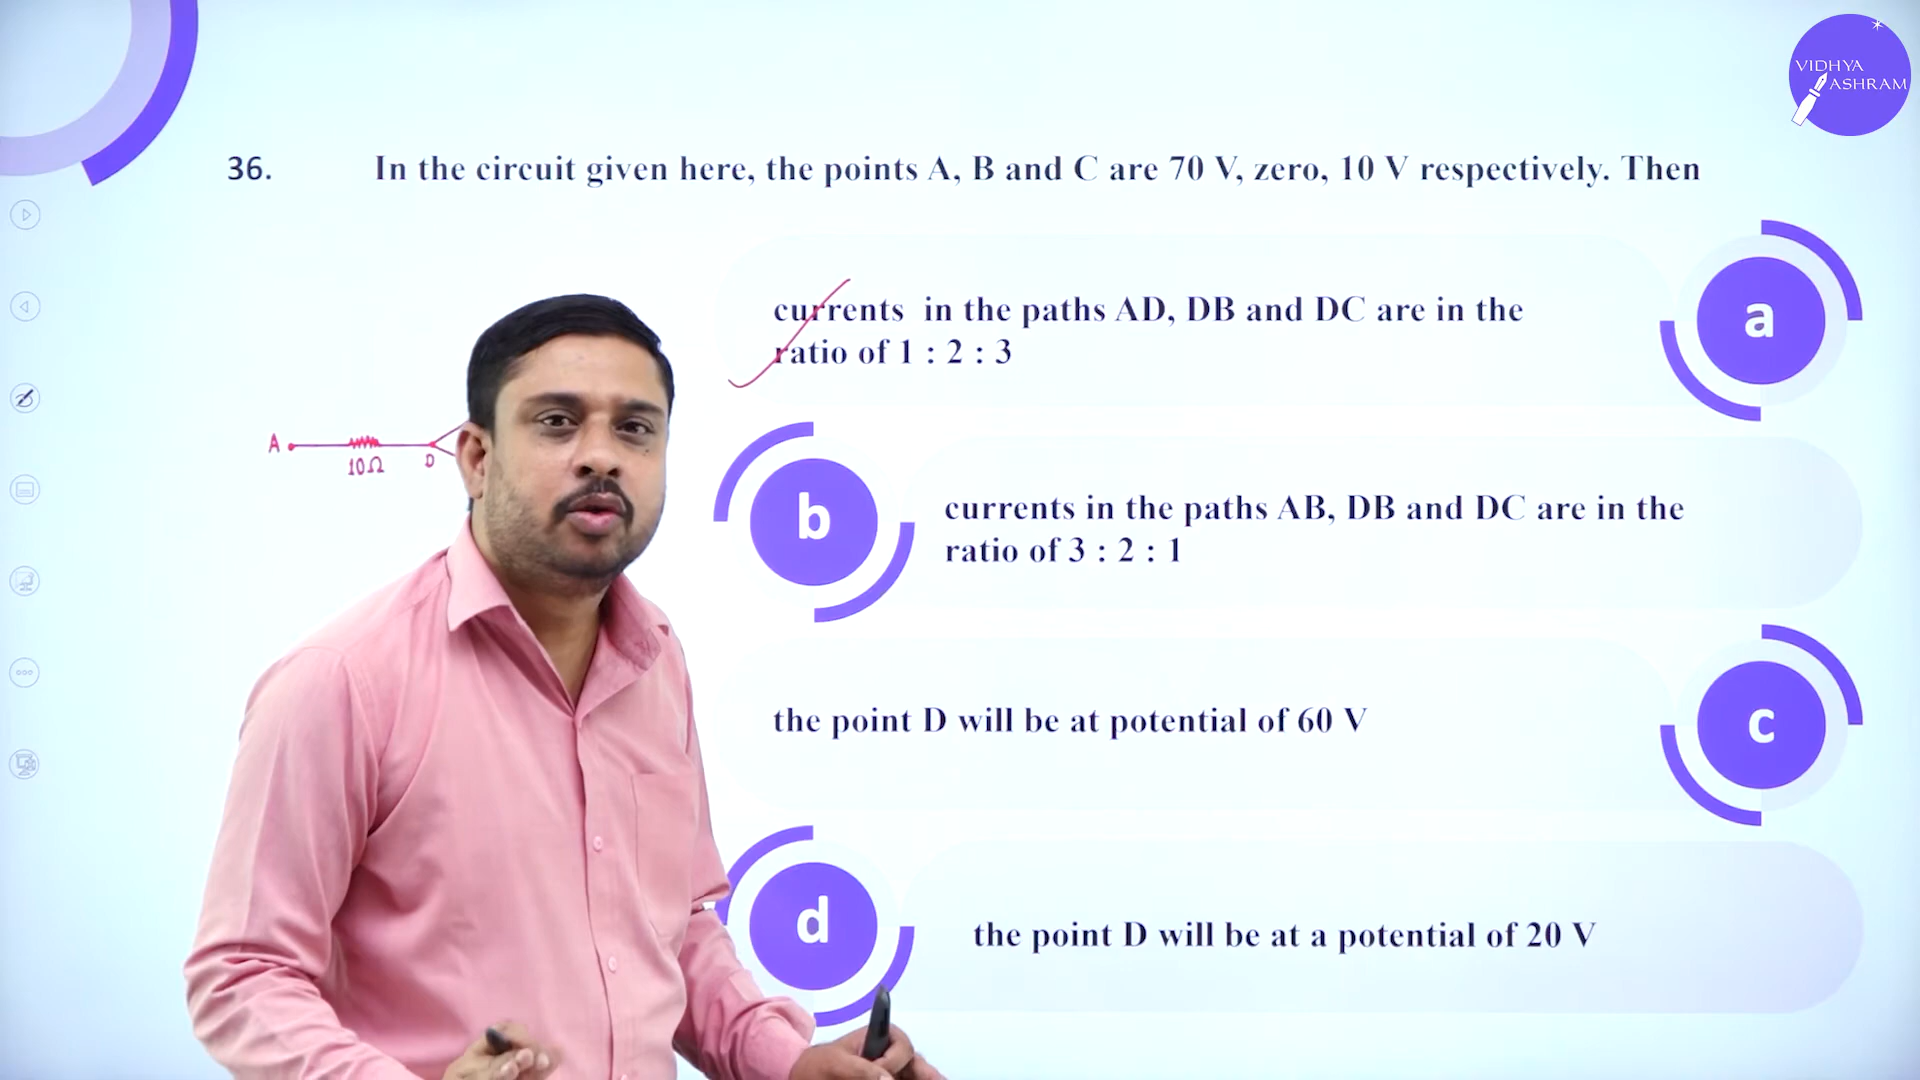 VIDHYA
ASHRAM
36. In the circuit given here, the points A, B and C are 70 V, zero, 10 V respectively. Then
currents in the paths AD, DB and DC are in the
ratio of 1 : 2 : 3
a
A
10Ω
D
b
currents in the paths AB, DB and DC are in the
ratio of 3 : 2 : 1
the point D will be at potential of 60 V
c
d
the point D will be at a potential of 20 V